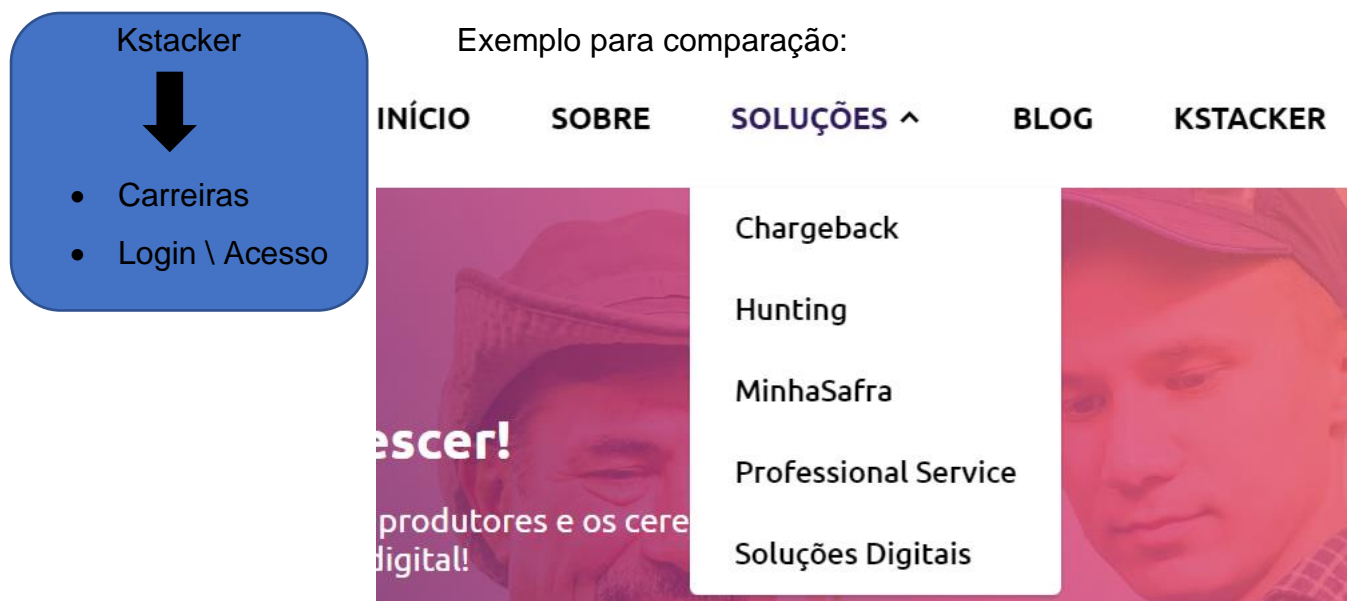 Kstacker
Carreiras
Login \ Acesso
Exemplo para comparação:
INÍCIO SOBRE SOLUÇÕES BLOG KSTACKER
Chargeback
Hunting
MinhaSafra
Professional Service
Soluções Digitais
escer!
produtores e os cere
digital!